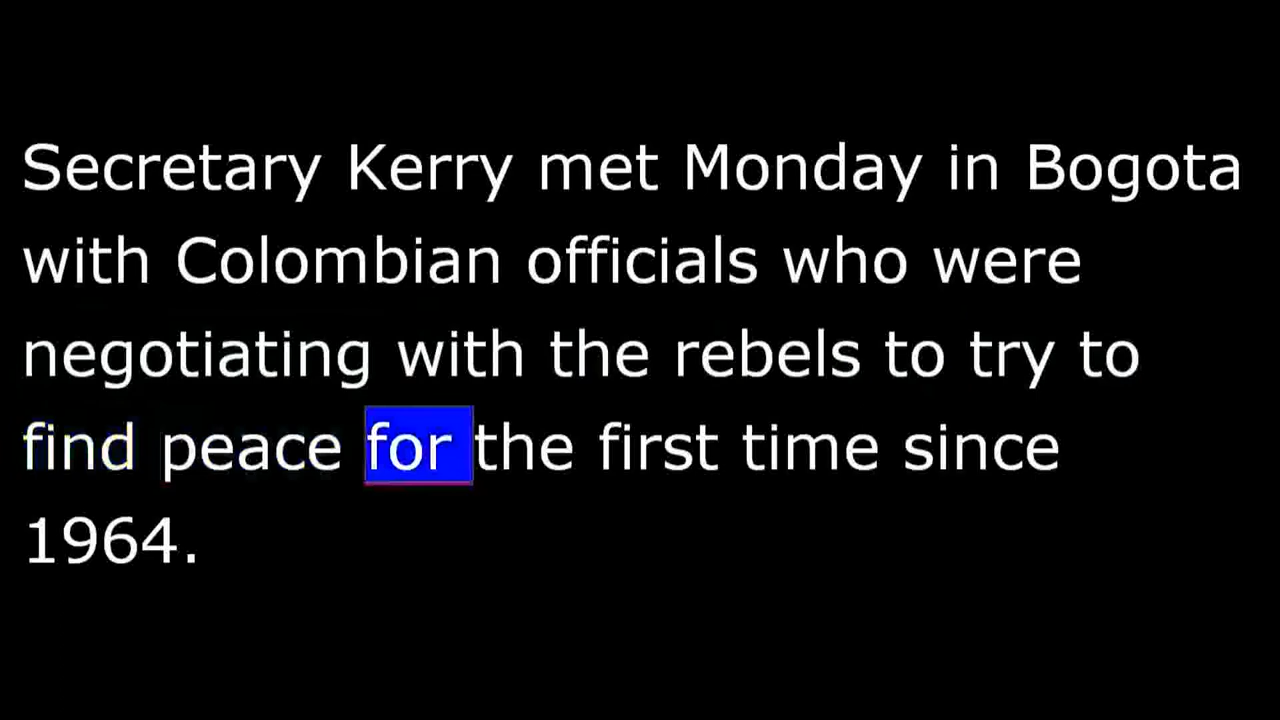 Secretary Kerry met Monday in Bogota
with Colombian officials who were
negotiating with the rebels to try to
find peace for the first time since
1964.